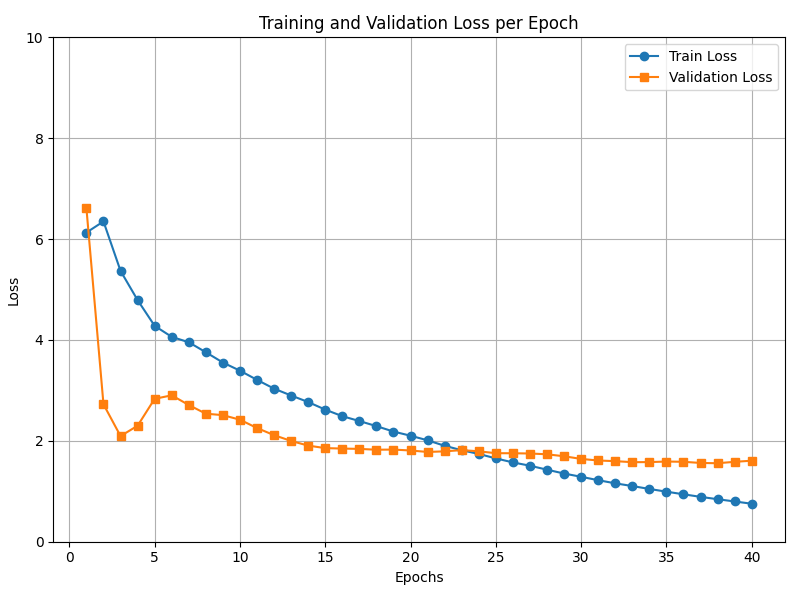 Training and Validation Loss per Epoch
10
8
6
4
2
0
Loss
Train Loss
Validation Loss
0 5 10 15 20 25 30 35 40
Epochs